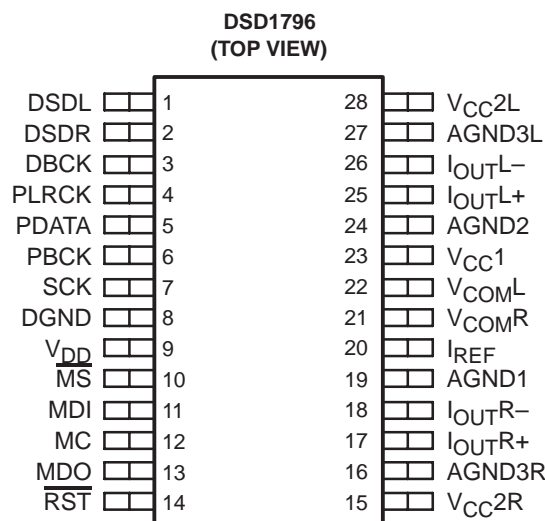 DSD1796
(TOP VIEW)
DSDL 1 28 VCC2L
DSDR 2 27 AGND3L
DBCK 3 26 IOUTL–
PLRCK 4 25 IOUTL+
PDATA 5 24 AGND2
PBCK 6 23 VCC1
SCK 7 22 VCOML
DGND 8 21 VCOMR
VDD 9 20 IREF
MS 10 19 AGND1
MDI 11 18 IOUTR–
MC 12 17 IOUTR+
MDO 13 16 AGND3R
RST 14 15 VCC2R